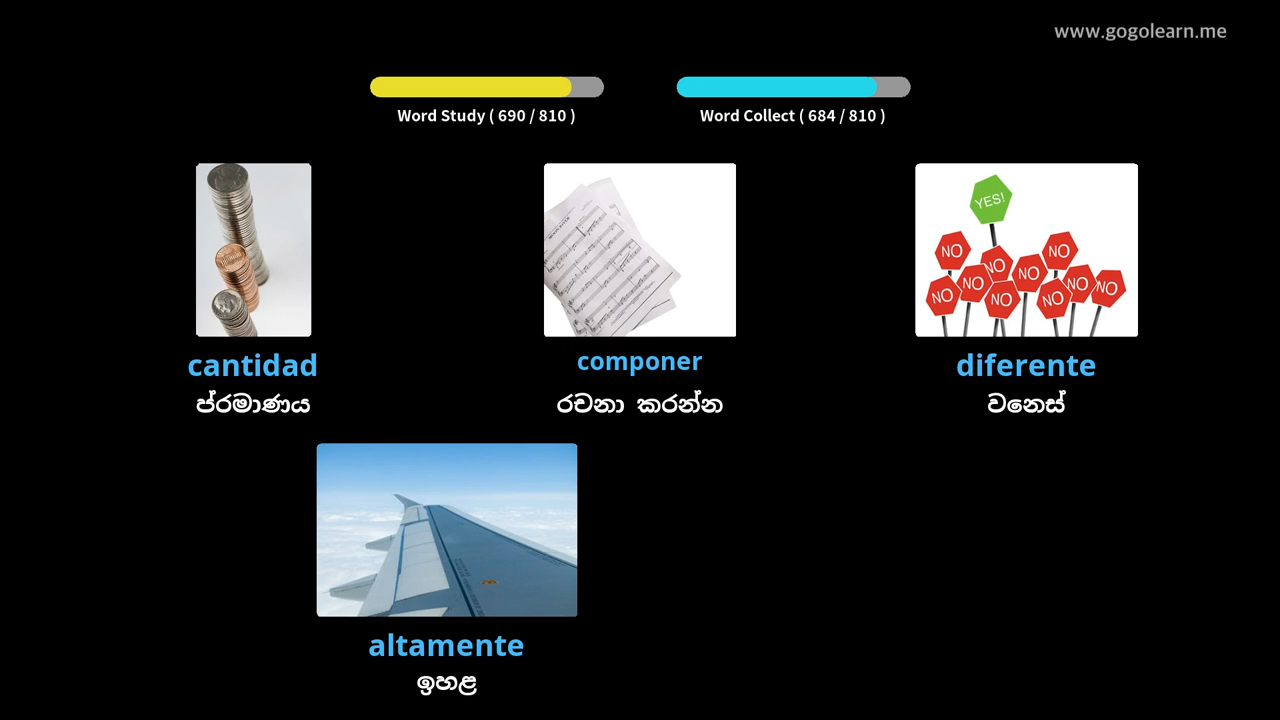 www.gogolearn.me
Word Study ( 690 / 810 )
Word Collect ( 684 / 810 )
YES!
NO
NO
NO
NO
NO
NO
NO
NO
NO
NO
cantidad
ප්රමාණය
componer
රචනා කරන්න
diferente
වනෙස්
altamente
ඉහළ